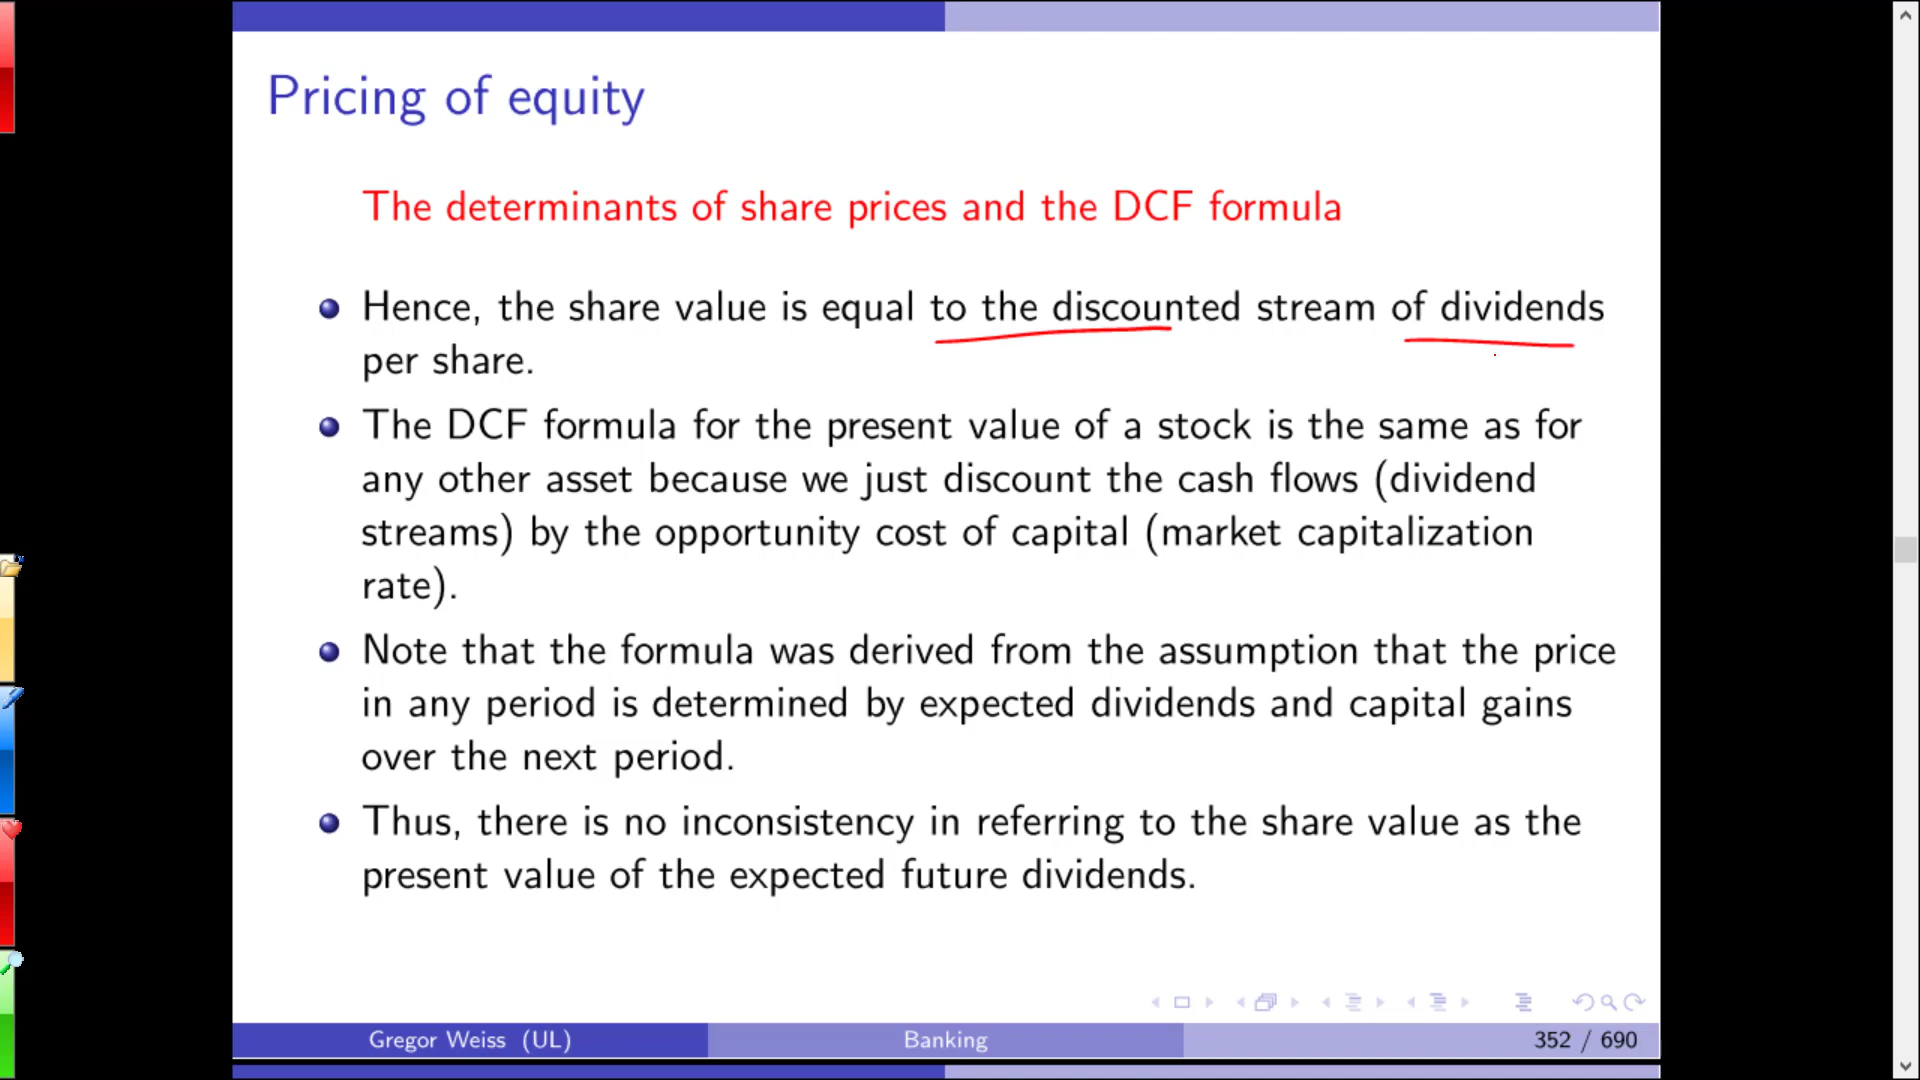 Pricing of equity
The determinants of share prices and the DCF formula
Hence, the share value is equal to the discounted stream of dividends
per share.
The DCF formula for the present value of a stock is the same as for
any other asset because we just discount the cash flows (dividend
streams) by the opportunity cost of capital (market capitalization
rate).
Note that the formula was derived from the assumption that the price
in any period is determined by expected dividends and capital gains
over the next period.
Thus, there is no inconsistency in referring to the share value as the
present value of the expected future dividends.
Gregor Weiss (UL) Banking 352 / 690